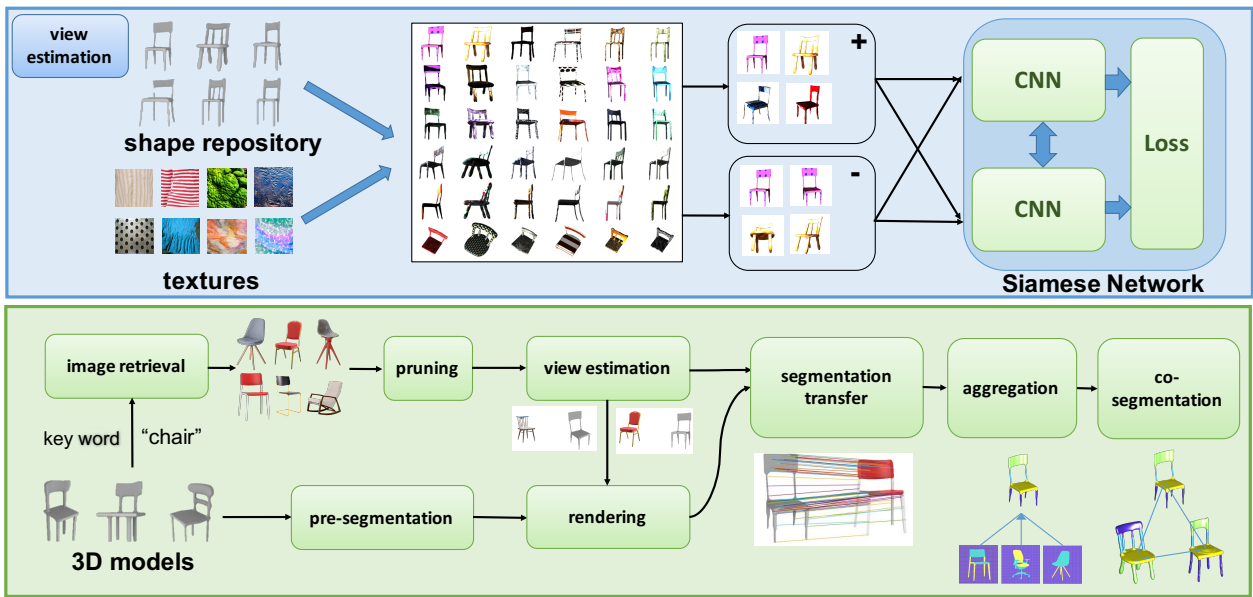 view
estimation
shape repository
textures
+
-
CNN
CNN
Loss
Siamese Network
image retrieval
pruning
view estimation
segmentation
transfer
aggregation
co-
segmentation
key word
“chair”
pre-segmentation
rendering
3D models